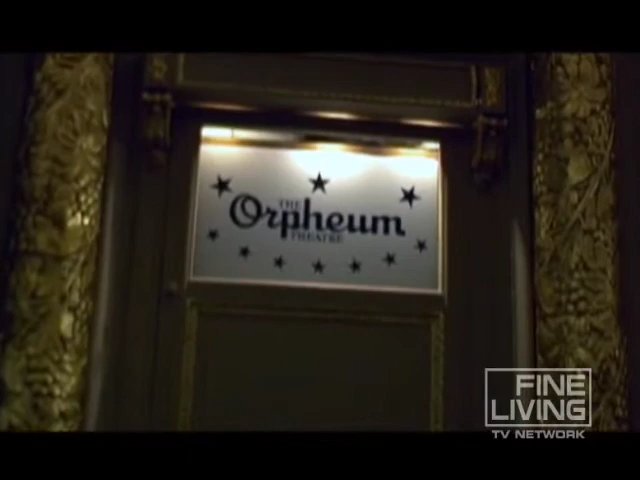 THE
Orpheum
THEATRE
FINE
LIVING
TV NETWORK